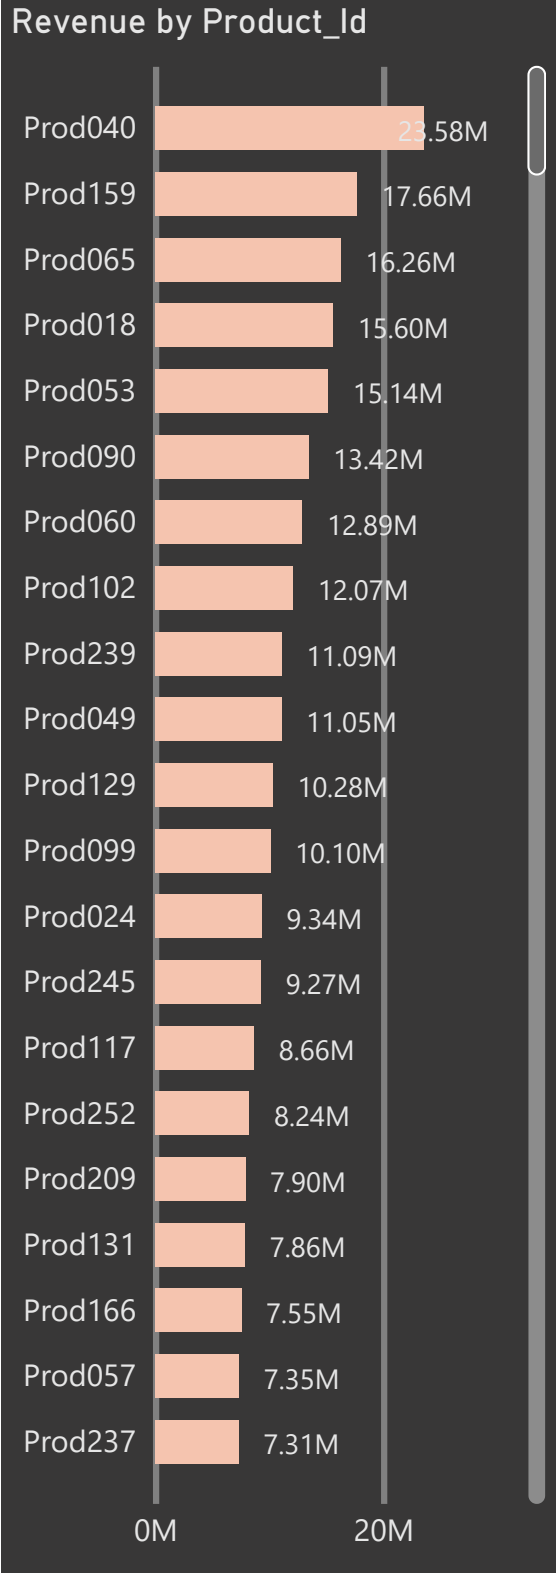 Revenue by Product_Id
Prod040 23.58M
Prod159 17.66M
Prod065 16.26M
Prod018 15.60M
Prod053 15.14M
Prod090 13.42M
Prod060 12.89M
Prod102 12.07M
Prod239 11.09M
Prod049 11.05M
Prod129 10.28M
Prod099 10.10M
Prod024 9.34M
Prod245 9.27M
Prod117 8.66M
Prod252 8.24M
Prod209 7.90M
Prod131 7.86M
Prod166 7.55M
Prod057 7.35M
Prod237 7.31M
0M 20M